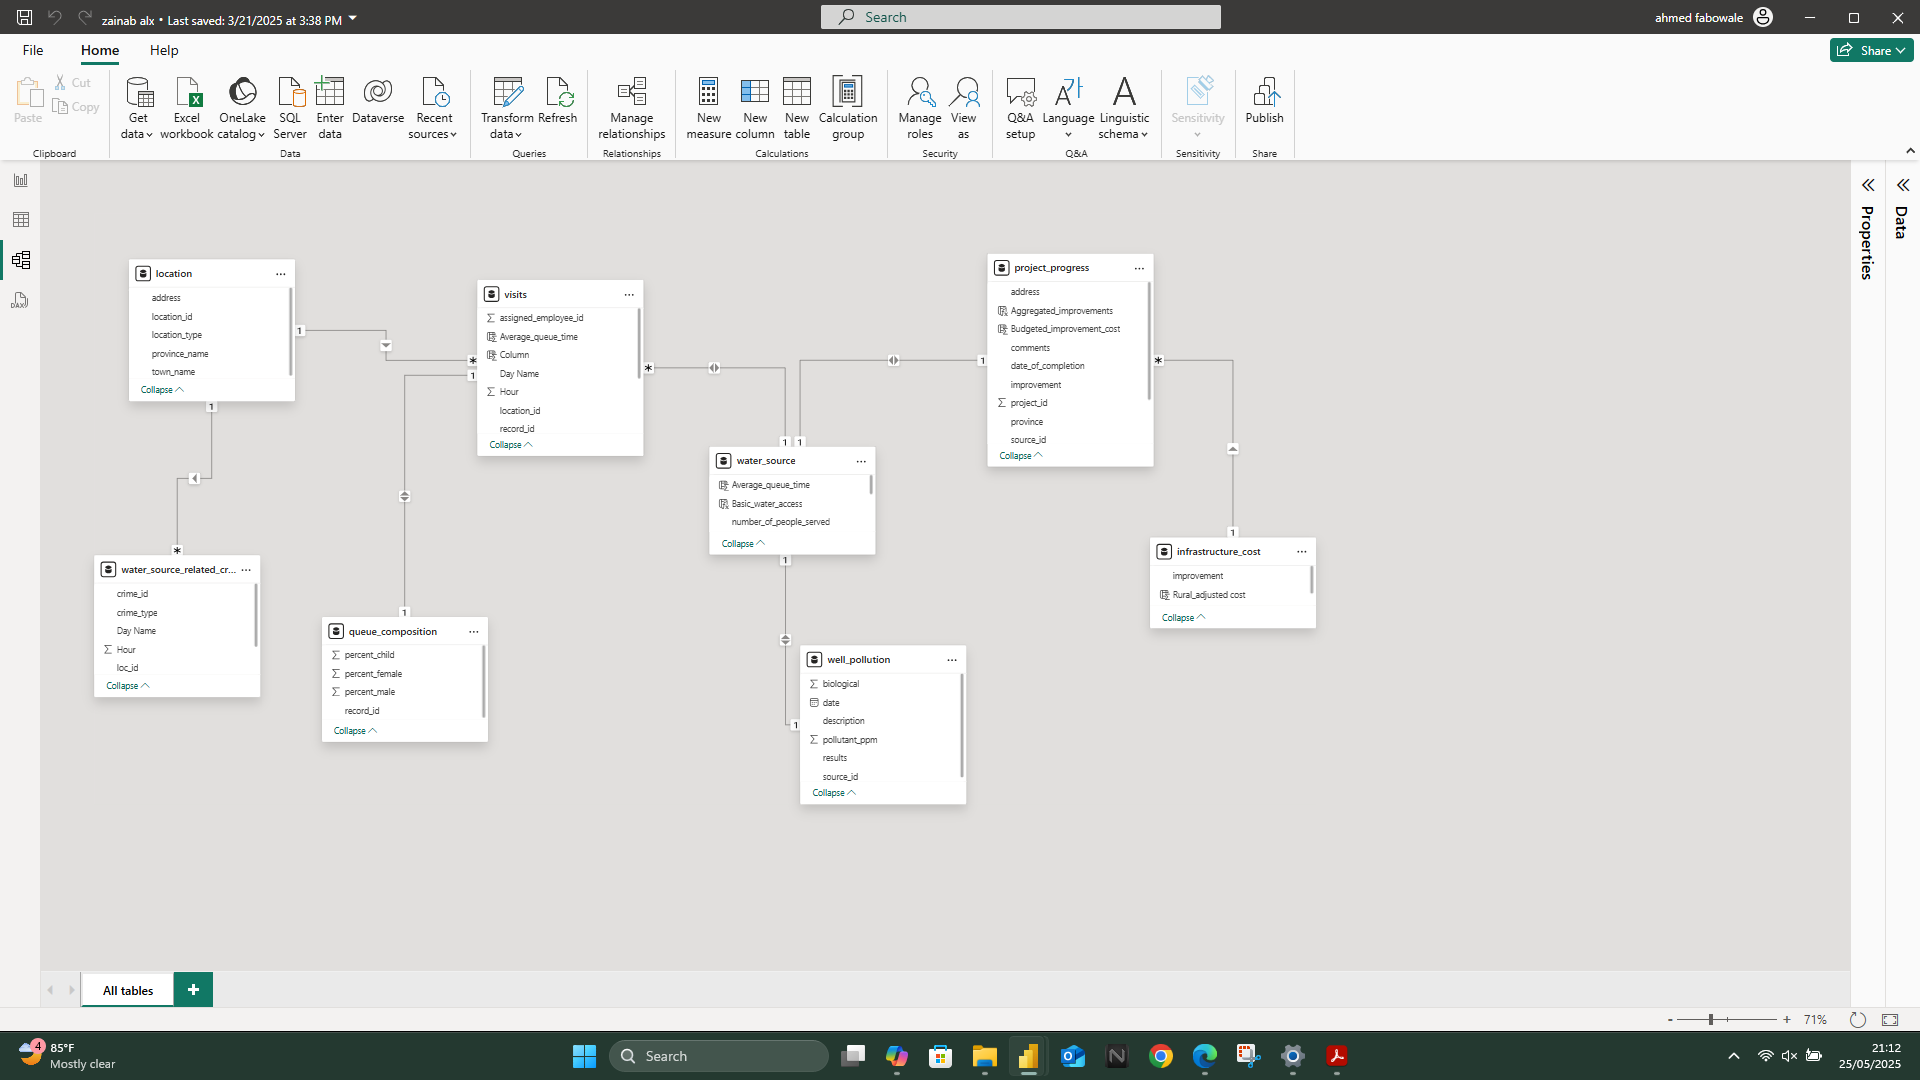 zainab alx • Last saved: 3/21/2025 at 3:38 PM
Search
ahmed fabowale
File
Home
Help
Share
Paste
Cut
Copy
Clipboard
Get data
Excel workbook
OneLake catalog
SQL Server
Enter data
Dataverse
Recent sources
Data
Transform data
Refresh
Queries
Manage relationships
Relationships
New measure
New column
New table
Calculation group
Calculations
Manage roles
View as
Security
Q&A setup
Language
Linguistic schema
Q&A
Sensitivity
Sensitivity
Publish
Share
DAX
Properties
Data
location
address
location_id
location_type
province_name
town_name
Collapse
1
*
1
*
visits
assigned_employee_id
Average_queue_time
Column
Day Name
Hour
location_id
record_id
Collapse
1
*
1
1
1
project_progress
address
Aggregated_improvements
Budgeted_improvement_cost
comments
date_of_completion
improvement
project_id
province
source_id
Collapse
*
1
water_source
Average_queue_time
Basic_water_access
number_of_people_served
Collapse
1
1
infrastructure_cost
improvement
Rural_adjusted cost
Collapse
water_source_related_cr...
crime_id
crime_type
Day Name
Hour
loc_id
Collapse
1
queue_composition
percent_child
percent_female
percent_male
record_id
Collapse
well_pollution
biological
date
description
pollutant_ppm
results
source_id
Collapse
All tables
+
- + 71%
4
85°F
Mostly clear
Search
21:12
25/05/2025